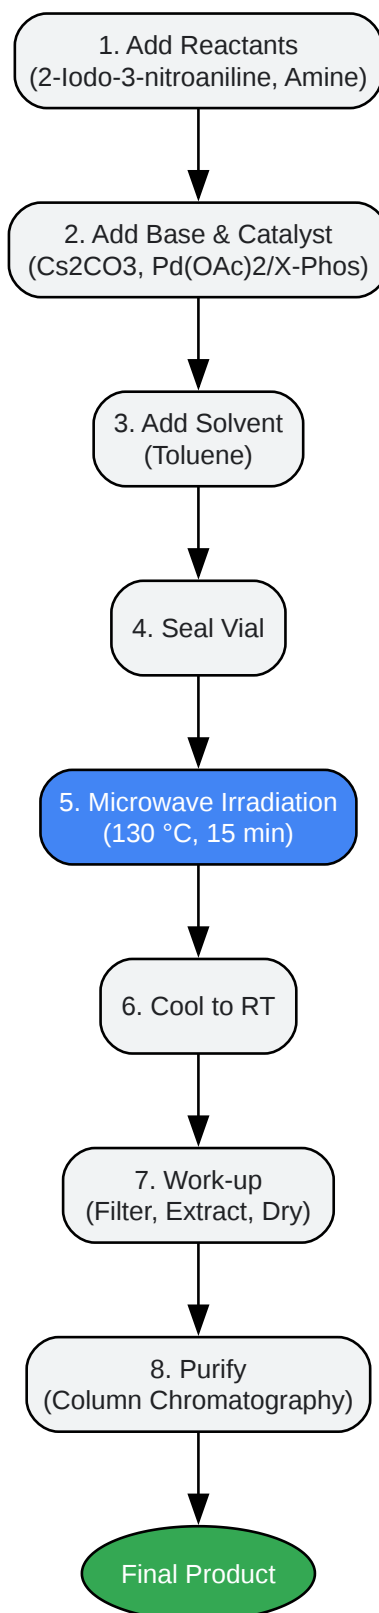 1. Add Reactants
(2-Iodo-3-nitroaniline, Amine)
2. Add Base & Catalyst
(Cs2CO3, Pd(OAc)2/X-Phos)
3. Add Solvent
(Toluene)
4. Seal Vial
5. Microwave Irradiation
(130 °C, 15 min)
6. Cool to RT
7. Work-up
(Filter, Extract, Dry)
8. Purify
(Column Chromatography)
Final Product